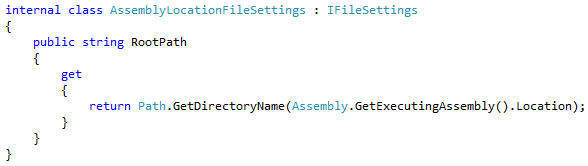 internal class AssemblyLocationFileSettings : IFileSettings
{
    public string RootPath
    {
        get
        {
            return Path.GetDirectoryName(Assembly.GetExecutingAssembly().Location);
        }
    }
}